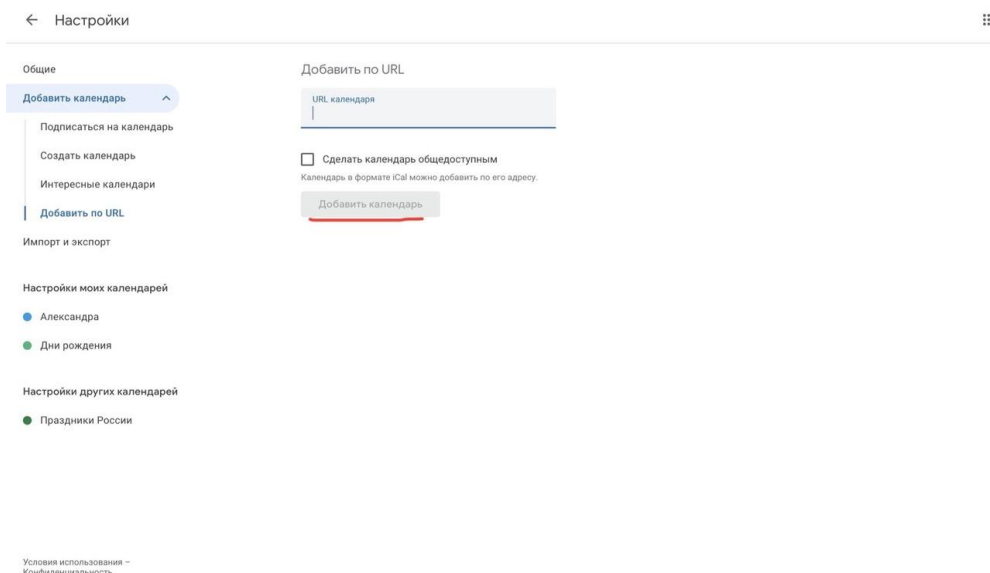 Настройки
Общие
Добавить календарь
Подписаться на календарь
Создать календарь
Интересные календари
Добавить по URL
Импорт и экспорт
Настройки моих календарей
Александра
Дни рождения
Настройки других календарей
Праздники России
Условия использования –
Конфиденциальность
Добавить по URL
URL календаря
Сделать календарь общедоступным
Календарь в формате iCal можно добавить по его адресу.
Добавить календарь